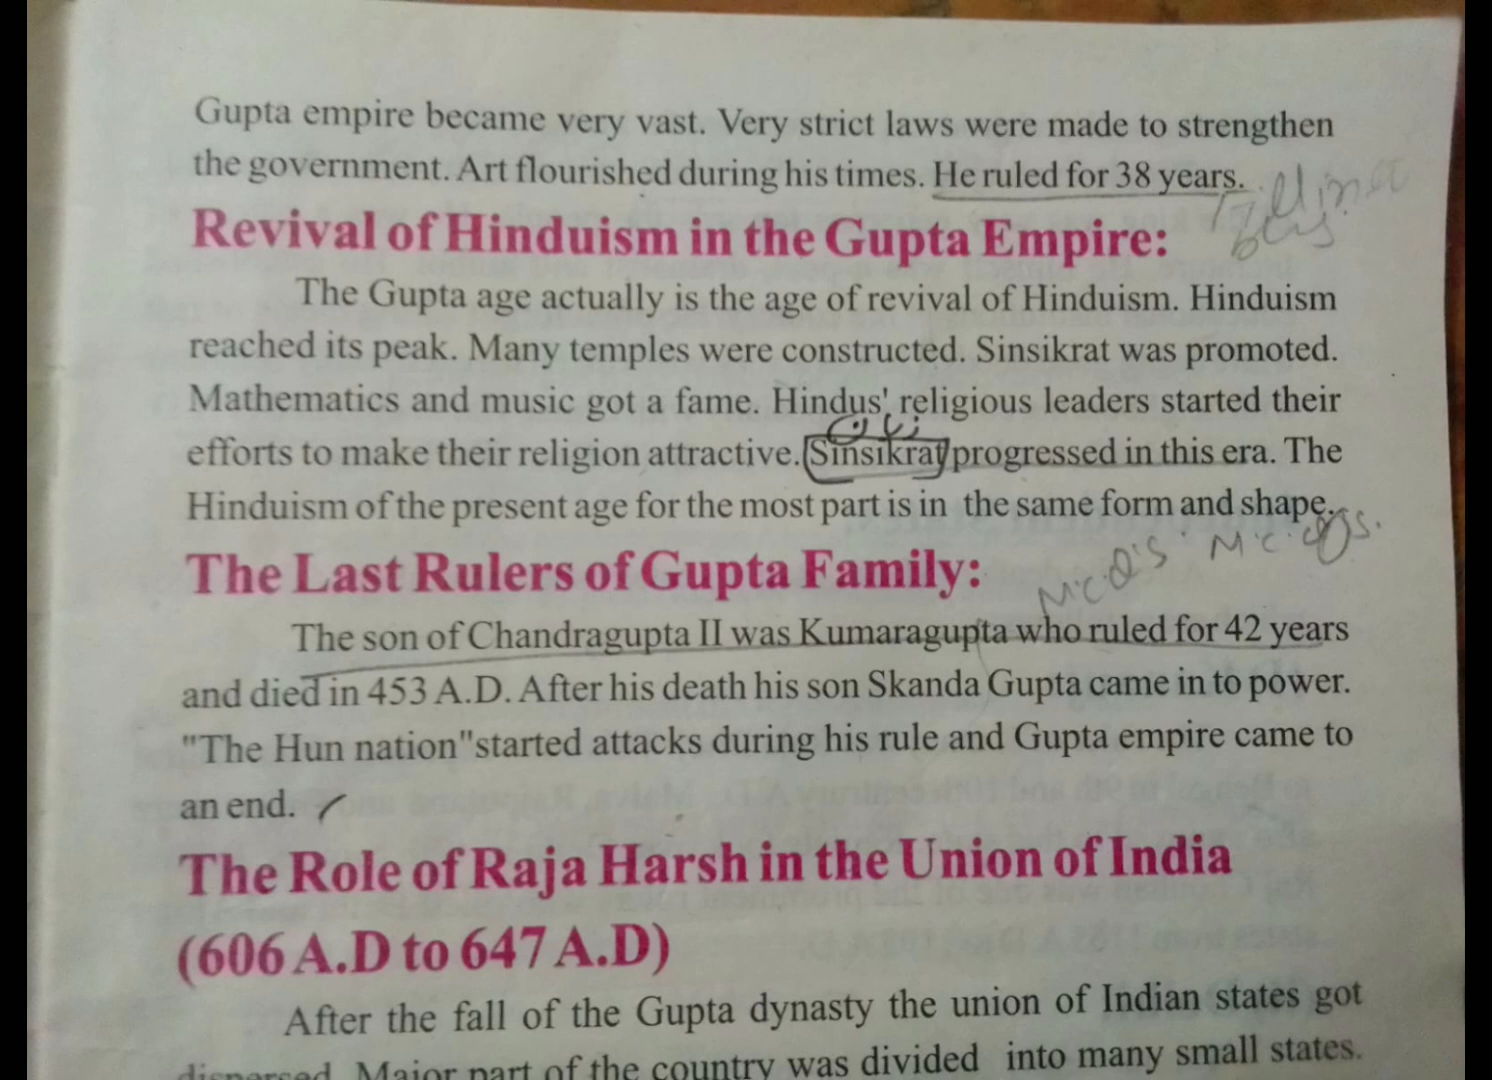 Gupta empire became very vast. Very strict laws were made to strengthen
the government. Art flourished during his times. He ruled for 38 years.
Revival of Hinduism in the Gupta Empire:
The Gupta age actually is the age of revival of Hinduism. Hinduism
reached its peak. Many temples were constructed. Sinsikrat was promoted.
Mathematics and music got a fame. Hindus' religious leaders started their
زبان
efforts to make their religion attractive. Sinsikrat progressed in this era. The
Hinduism of the present age for the most part is in the same form and shape.
M.C.Q'S. M.C.QS.
The Last Rulers of Gupta Family:
The son of Chandragupta II was Kumaragupta who ruled for 42 years
and died in 453 A.D. After his death his son Skanda Gupta came in to power.
"The Hun nation"started attacks during his rule and Gupta empire came to
an end.
The Role of Raja Harsh in the Union of India
(606 A.D to 647 A.D)
After the fall of the Gupta dynasty the union of Indian states got
dispersed. Major part of the country was divided into many small states.